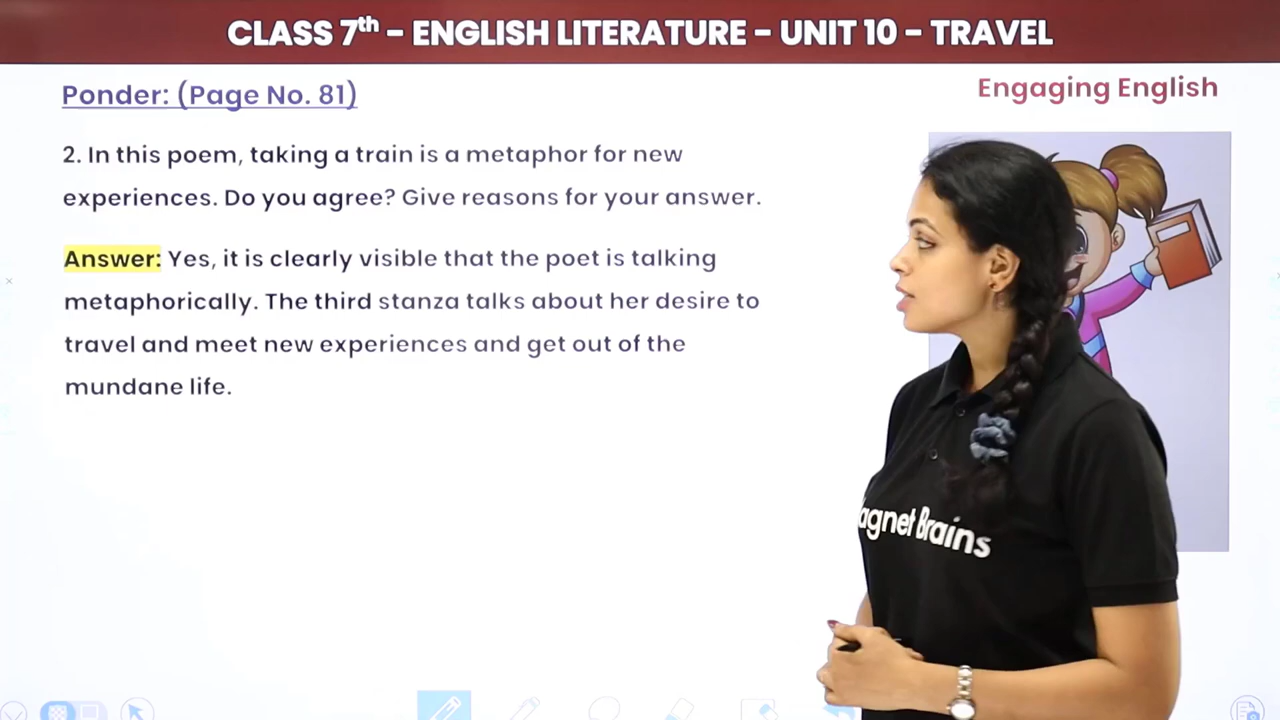 CLASS 7th - ENGLISH LITERATURE - UNIT 10 - TRAVEL
Ponder: (Page No. 81)
Engaging English
2. In this poem, taking a train is a metaphor for new
experiences. Do you agree? Give reasons for your answer.
Answer: Yes, it is clearly visible that the poet is talking
metaphorically. The third stanza talks about her desire to
travel and meet new experiences and get out of the
mundane life.
agnet Brains